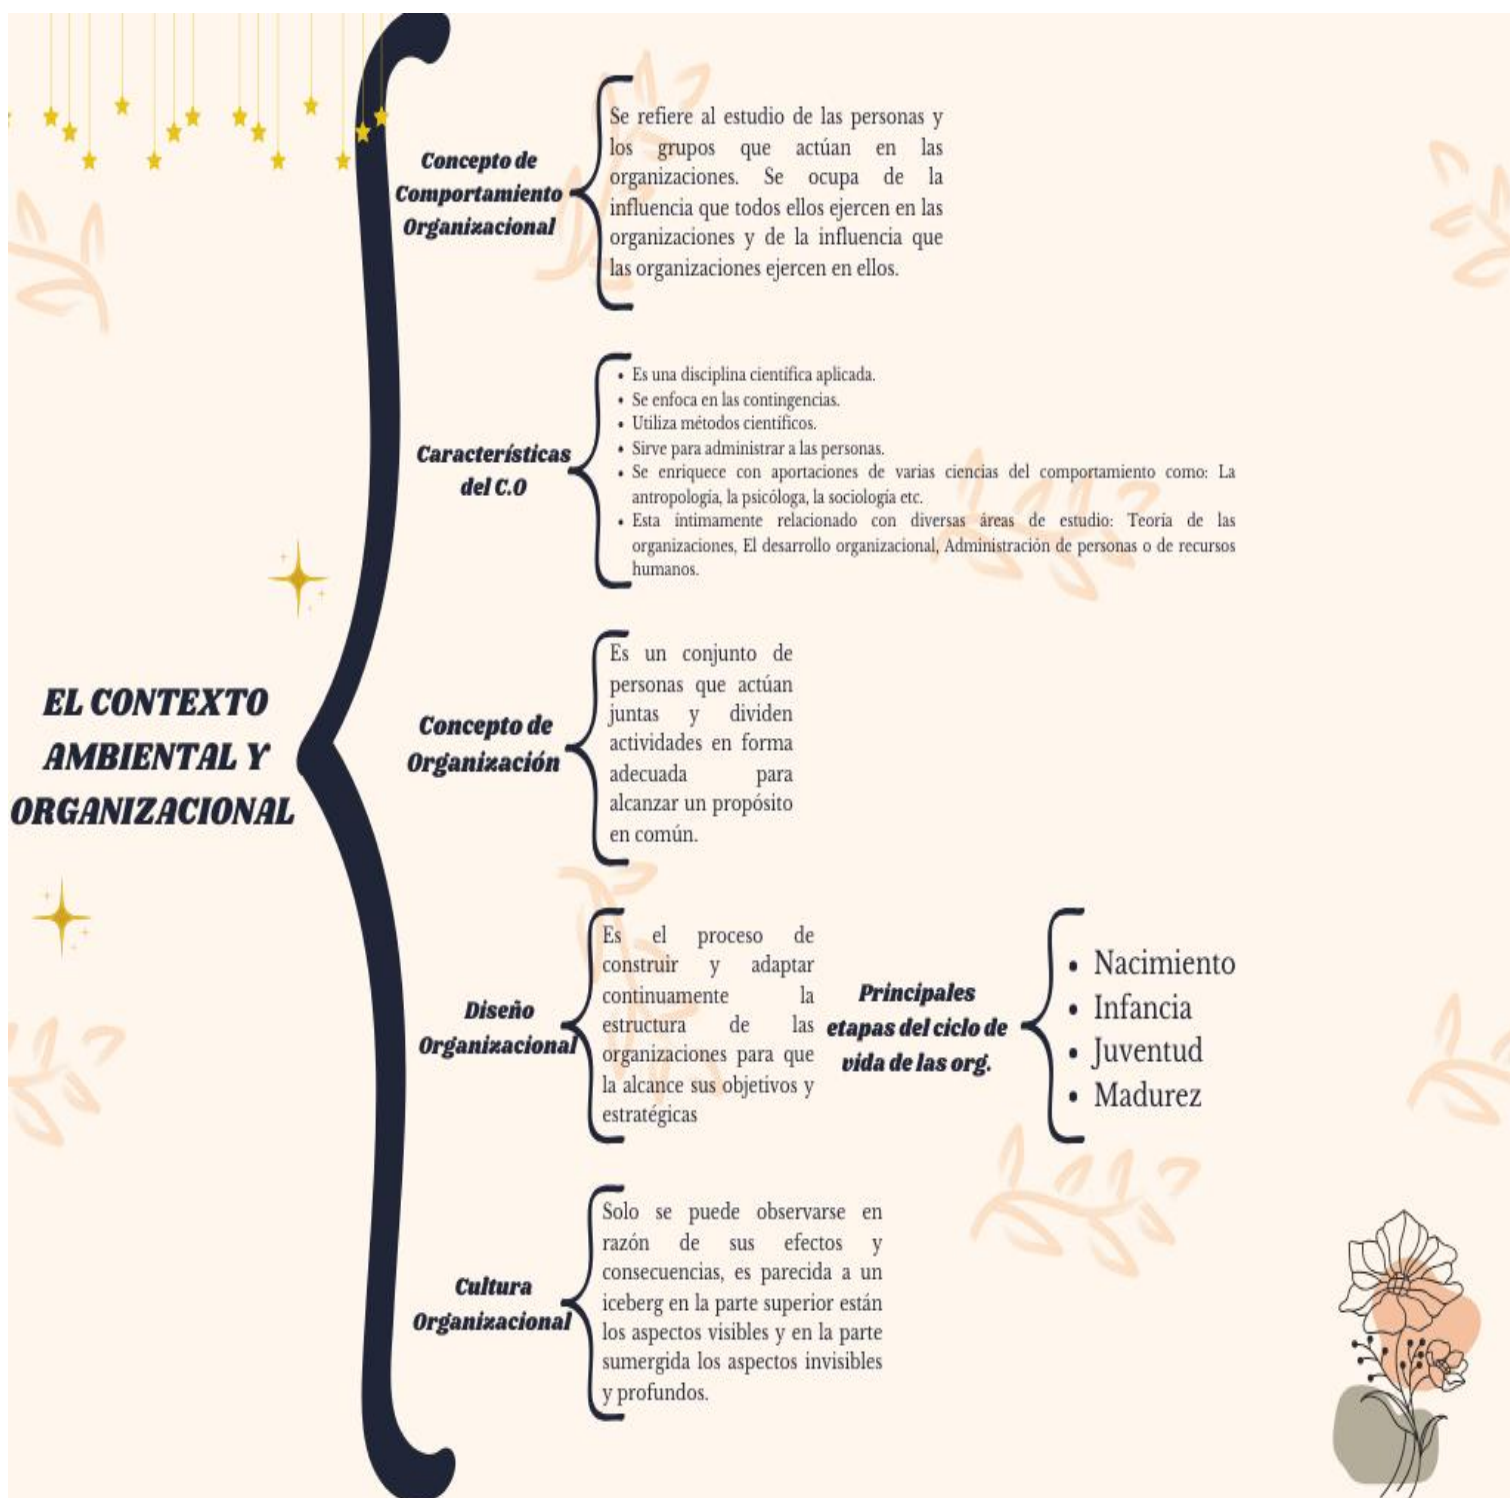 EL CONTEXTO
AMBIENTAL Y
ORGANIZACIONAL
Concepto de
Comportamiento
Organizacional
Se refiere al estudio de las personas y
los grupos que actúan en las
organizaciones. Se ocupa de la
influencia que todos ellos ejercen en las
organizaciones y de la influencia que
las organizaciones ejercen en ellos.
Características
del C.O
• Es una disciplina científica aplicada.
• Se enfoca en las contingencias.
• Utiliza métodos científicos.
• Sirve para administrar a las personas.
• Se enriquece con aportaciones de varias ciencias del comportamiento como: La
antropología, la psicóloga, la sociología etc.
• Esta íntimamente relacionado con diversas áreas de estudio: Teoría de las
organizaciones, El desarrollo organizacional, Administración de personas o de recursos
humanos.
Concepto de
Organización
Es un conjunto de
personas que actúan
juntas y dividen
actividades en forma
adecuada para
alcanzar un propósito
en común.
Diseño
Organizacional
Es el proceso de
construir y adaptar
continuamente la
estructura de las
organizaciones para que
la alcance sus objetivos y
estratégicas
Principales
etapas del ciclo de
vida de las org.
• Nacimiento
• Infancia
• Juventud
• Madurez
Cultura
Organizacional
Solo se puede observarse en
razón de sus efectos y
consecuencias, es parecida a un
iceberg en la parte superior están
los aspectos visibles y en la parte
sumergida los aspectos invisibles
y profundos.